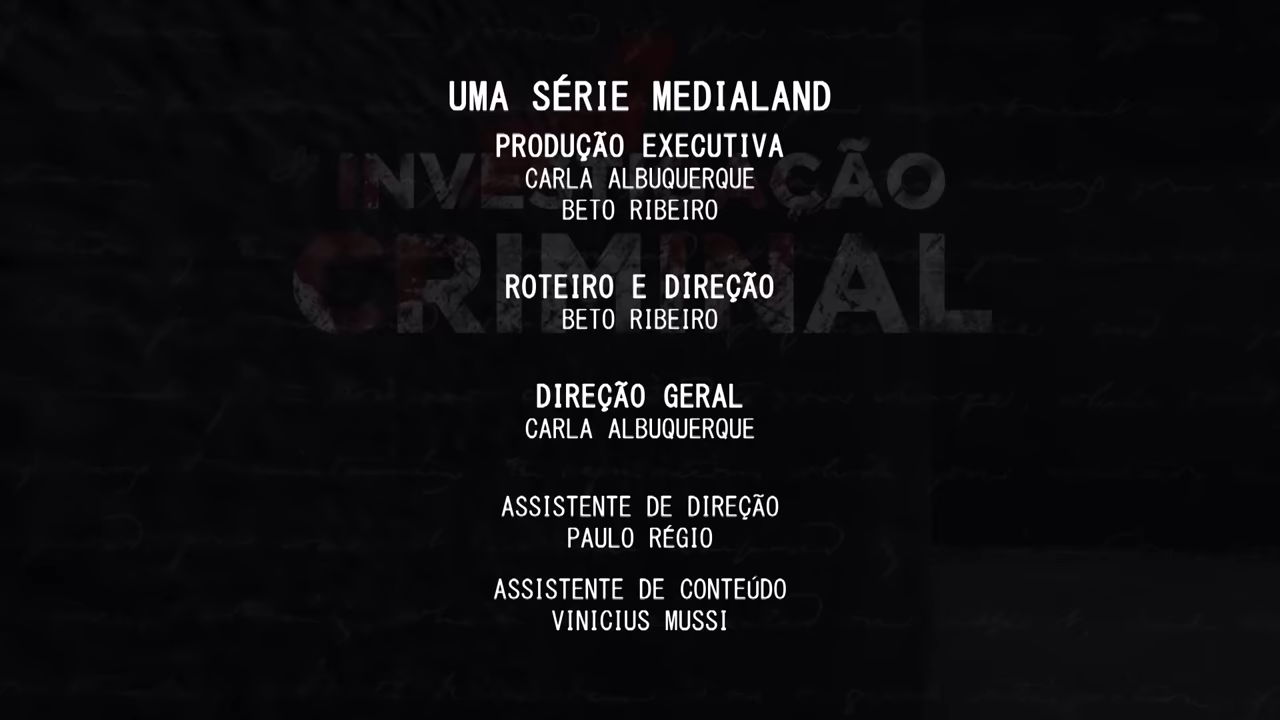 UMA SÉRIE MEDIALAND
PRODUÇÃO EXECUTIVA
CARLA ALBUQUERQUE
BETO RIBEIRO
INVESTIGAÇÃO
CRIMINAL
ROTEIRO E DIREÇÃO
BETO RIBEIRO
DIREÇÃO GERAL
CARLA ALBUQUERQUE
ASSISTENTE DE DIREÇÃO
PAULO RÉGIO
ASSISTENTE DE CONTEÚDO
VINICIUS MUSSI